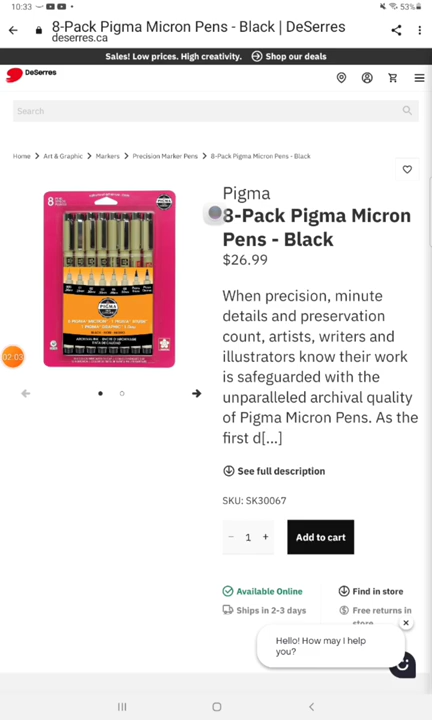 10:33
53%
8-Pack Pigma Micron Pens - Black | DeSerres
deserres.ca
Sales! Low prices. High creativity. Shop our deals
DeSerres
Search
Home > Art & Graphic > Markers > Precision Marker Pens > 8-Pack Pigma Micron Pens - Black
8
Pigma
8-Pack Pigma Micron
Pens - Black
$26.99
02:03
When precision, minute
details and preservation
count, artists, writers and
illustrators know their work
is safeguarded with the
unparalleled archival quality
of Pigma Micron Pens. As the
first d[...]
See full description
SKU: SK30067
− 1 +
Add to cart
Available Online
Find in store
Ships in 2-3 days
Free returns in
store
Hello! How may I help
you?